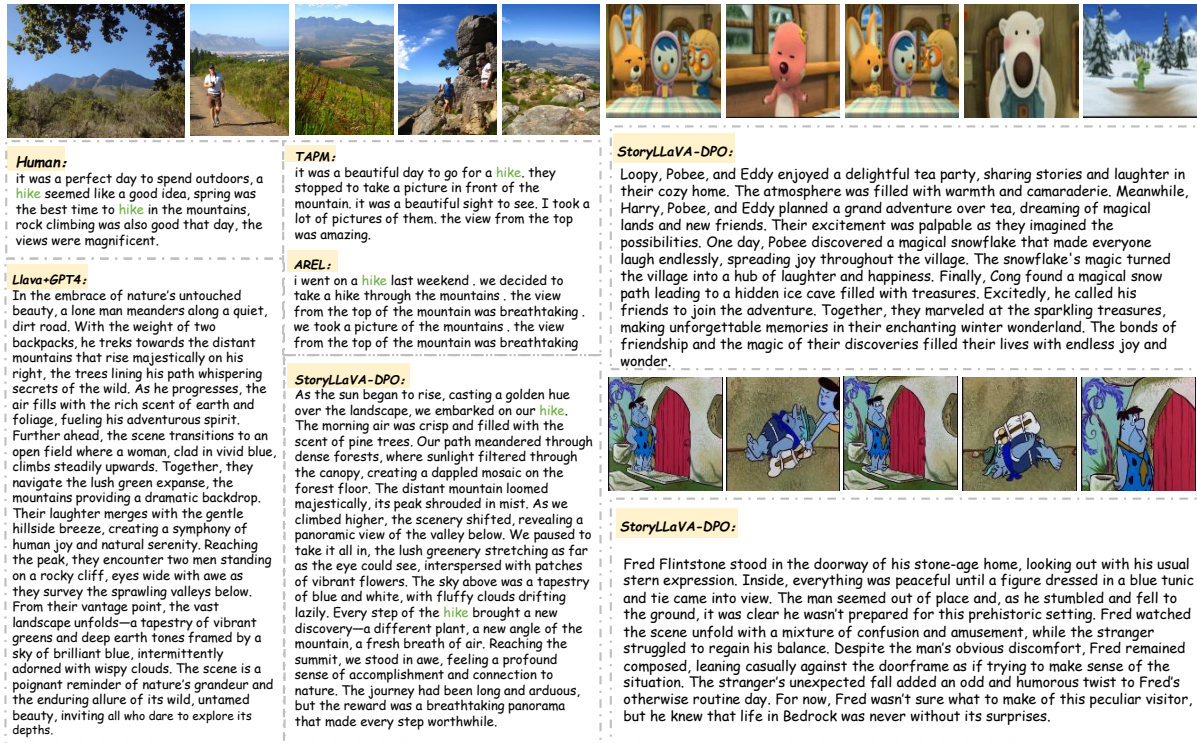 Human:
it was a perfect day to spend outdoors, a
hike seemed like a good idea, spring was
the best time to hike in the mountains,
rock climbing was also good that day, the
views were magnificent.
Llava+GPT4:
In the embrace of nature's untouched
beauty, a lone man meanders along a quiet,
dirt road. With the weight of two
backpacks, he treks towards the distant
mountains that rise majestically on his
right, the trees lining his path whispering
secrets of the wild. As he progresses, the
air fills with the rich scent of earth and
foliage, fueling his adventurous spirit.
Further ahead, the scene transitions to an
open field where a woman, clad in vivid blue,
climbs steadily upwards. Together, they
navigate the lush green expanse, the
mountains providing a dramatic backdrop.
Their laughter merges with the gentle
hillside breeze, creating a symphony of
human joy and natural serenity. Reaching
the peak, they encounter two men standing
on a rocky cliff, eyes wide with awe as
they survey the sprawling valleys below.
From their vantage point, the vast
landscape unfolds—a tapestry of vibrant
greens and deep earth tones framed by a
sky of brilliant blue, intermittently
adorned with wispy clouds. The scene is a
poignant reminder of nature's grandeur and
the enduring allure of its wild, untamed
beauty, inviting all who dare to explore its
depths.
TAPM:
it was a beautiful day to go for a hike. they
stopped to take a picture in front of the
mountain. it was a beautiful sight to see. I took a
lot of pictures of them. the view from the top
was amazing.
AREL:
i went on a hike last weekend . we decided to
take a hike through the mountains . the view
from the top of the mountain was breathtaking .
we took a picture of the mountains . the view
from the top of the mountain was breathtaking
StoryLLaVA-DPO:
As the sun began to rise, casting a golden hue
over the landscape, we embarked on our hike.
The morning air was crisp and filled with the
scent of pine trees. Our path meandered through
dense forests, where sunlight filtered through
the canopy, creating a dappled mosaic on the
forest floor. The distant mountain loomed
majestically, its peak shrouded in mist. As we
climbed higher, the scenery shifted, revealing a
panoramic view of the valley below. We paused to
take it all in, the lush greenery stretching as far
as the eye could see, interspersed with patches
of vibrant flowers. The sky above was a tapestry
of blue and white, with fluffy clouds drifting
lazily. Every step of the hike brought a new
discovery—a different plant, a new angle of the
mountain, a fresh breath of air. Reaching the
summit, we stood in awe, feeling a profound
sense of accomplishment and connection to
nature. The journey had been long and arduous,
but the reward was a breathtaking panorama
that made every step worthwhile.
StoryLLaVA-DPO:
Loopy, Pobee, and Eddy enjoyed a delightful tea party, sharing stories and laughter in
their cozy home. The atmosphere was filled with warmth and camaraderie. Meanwhile,
Harry, Pobee, and Eddy planned a grand adventure over tea, dreaming of magical
lands and new friends. Their excitement was palpable as they imagined the
possibilities. One day, Pobee discovered a magical snowflake that made everyone
laugh endlessly, spreading joy throughout the village. The snowflake's magic turned
the village into a hub of laughter and happiness. Finally, Cong found a magical snow
path leading to a hidden ice cave filled with treasures. Excitedly, he called his
friends to join the adventure. Together, they marveled at the sparkling treasures,
making unforgettable memories in their enchanting winter wonderland. The bonds of
friendship and the magic of their discoveries filled their lives with endless joy and
wonder.
StoryLLaVA-DPO:
Fred Flintstone stood in the doorway of his stone-age home, looking out with his usual
stern expression. Inside, everything was peaceful until a figure dressed in a blue tunic
and tie came into view. The man seemed out of place and, as he stumbled and fell to
the ground, it was clear he wasn't prepared for this prehistoric setting. Fred watched
the scene unfold with a mixture of confusion and amusement, while the stranger
struggled to regain his balance. Despite the man's obvious discomfort, Fred remained
composed, leaning casually against the doorframe as if trying to make sense of the
situation. The stranger's unexpected fall added an odd and humorous twist to Fred's
otherwise routine day. For now, Fred wasn't sure what to make of this peculiar visitor,
but he knew that life in Bedrock was never without its surprises.